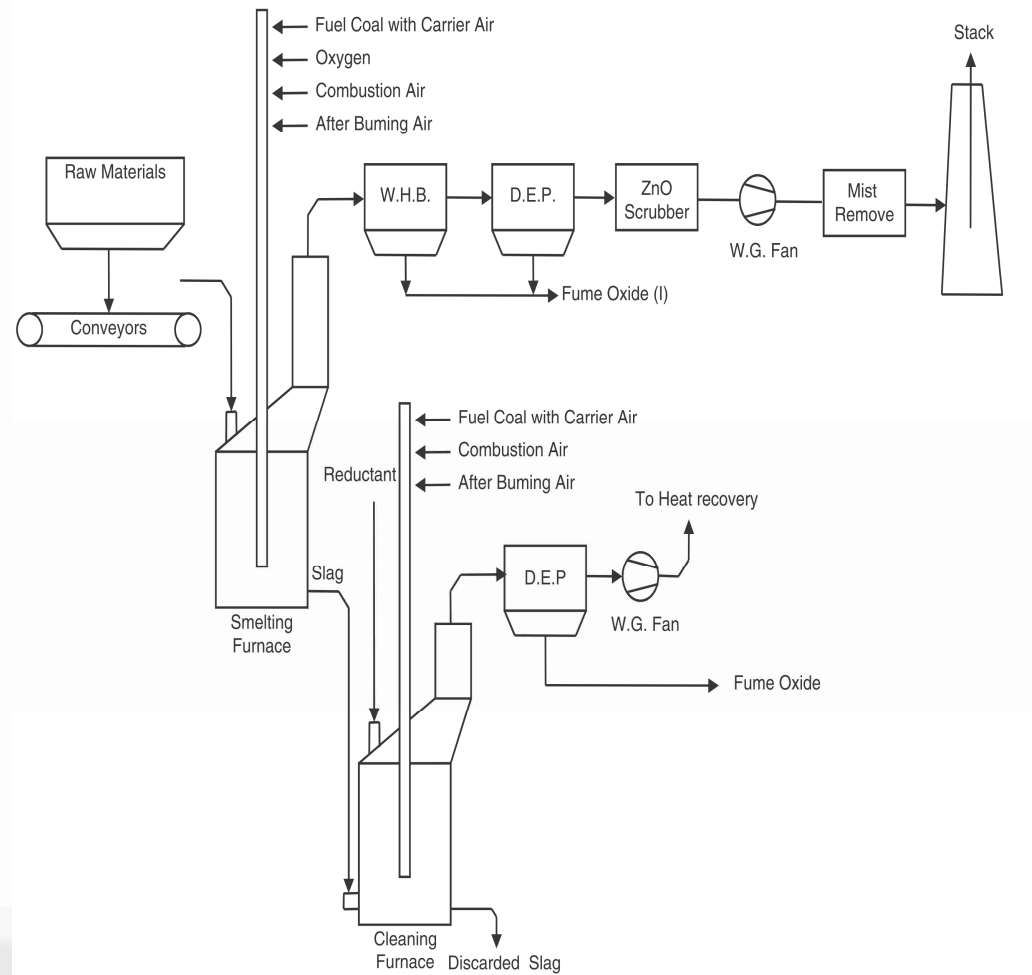 Fuel Coal with Carrier Air
Oxygen
Combustion Air
After Buming Air
Stack
Raw Materials
W.H.B.
D.E.P.
ZnO
Scrubber
Mist
Remove
W.G. Fan
Fume Oxide (I)
Conveyors
Fuel Coal with Carrier Air
Combustion Air
After Buming Air
Reductant
To Heat recovery
D.E.P
Slag
W.G. Fan
Smelting
Furnace
Fume Oxide
Cleaning
Furnace
Discarded Slag